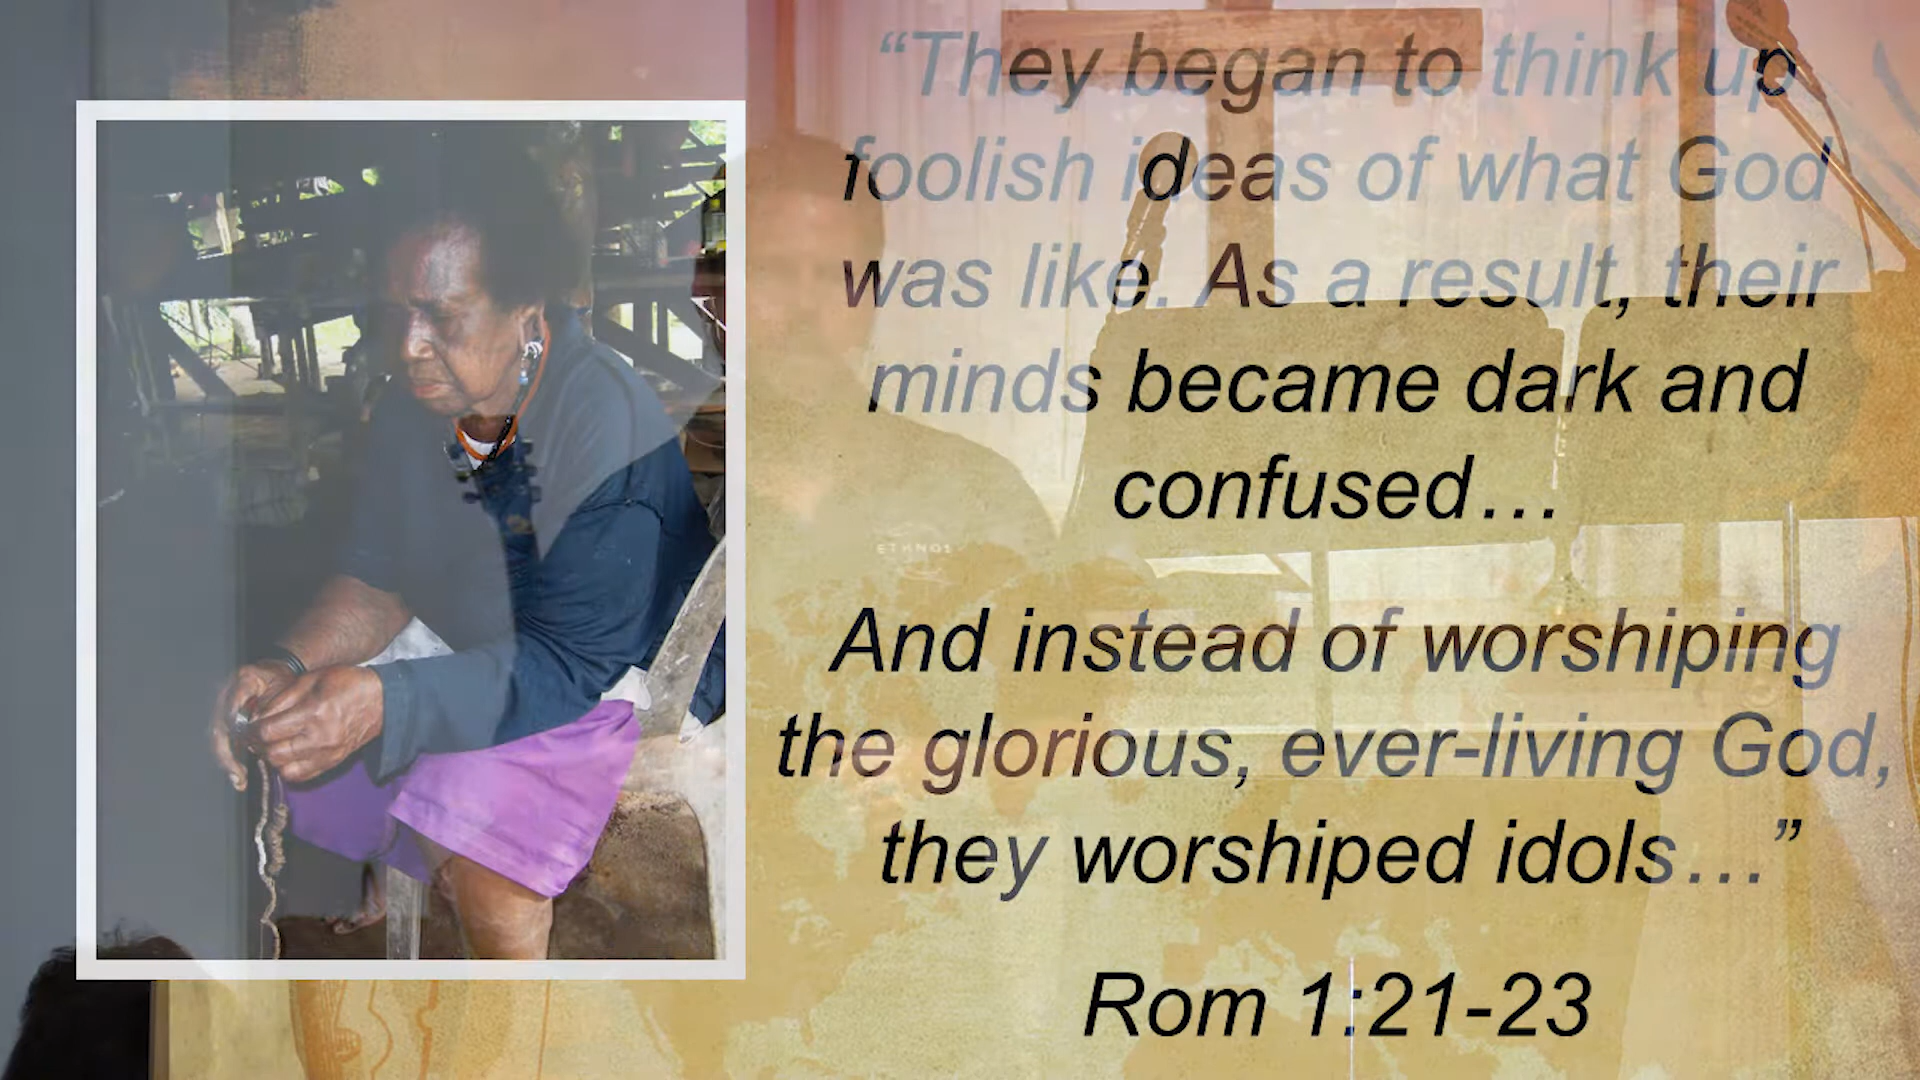 “They began to think up
foolish ideas of what God
was like. As a result, their
minds became dark and
confused…
ETHNOS
And instead of worshiping
the glorious, ever-living God,
they worshiped idols…”
Rom 1:21-23